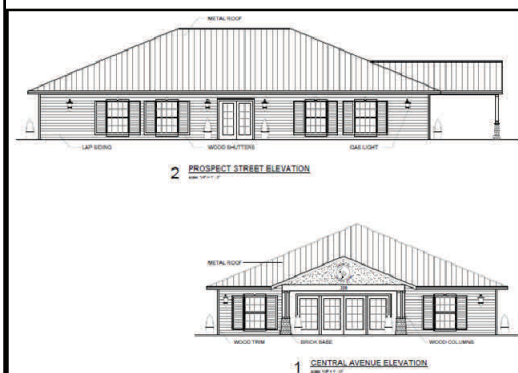 METAL ROOF
LAP SIDING
WOOD SHUTTERS
GAS LIGHT
2 PROSPECT STREET ELEVATION
METAL ROOF
WOOD TRIM
BRICK BASE
WOOD COLUMNS
1 CENTRAL AVENUE ELEVATION